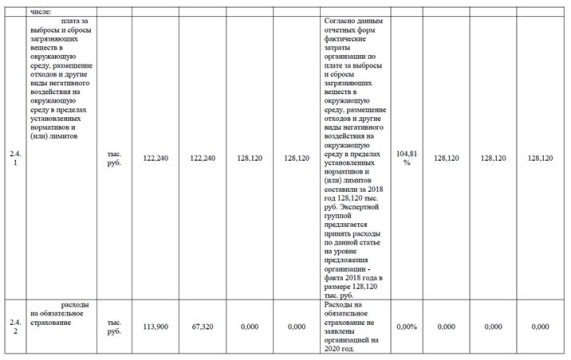 числе:
плата за
выбросы и сбросы
загрязняющих
веществ в
окружающую
среду, размещение
отходов и другие
виды негативного
воздействия на
окружающую
среду в пределах
установленных
нормативов и
(или) лимитов
2.4.
1
тыс.
руб.
122,240
122,240
128,120
128,120
Согласно данным
отчетных форм
фактические
затраты
организации по
плате за выбросы
и сбросы
загрязняющих
веществ в
окружающую
среду, размещение
отходов и другие
виды негативного
воздействия на
окружающую
среду в пределах
установленных
нормативов и
(или) лимитов
составили за 2018
год 128,120 тыс.
руб. Экспертной
группой
предлагается
принять расходы
по данной статье
на уровне
предложения
организации -
факта 2018 года в
размере 128,120
тыс. руб.
104,81
%
128,120
128,120
128,120
2.4.
2
расходы
на обязательное
страхование
тыс.
руб.
113,900
67,320
0,000
0,000
Расходы на
обязательное
страхование не
заявлены
организацией на
2020 год.
0,00%
0,000
0,000
0,000